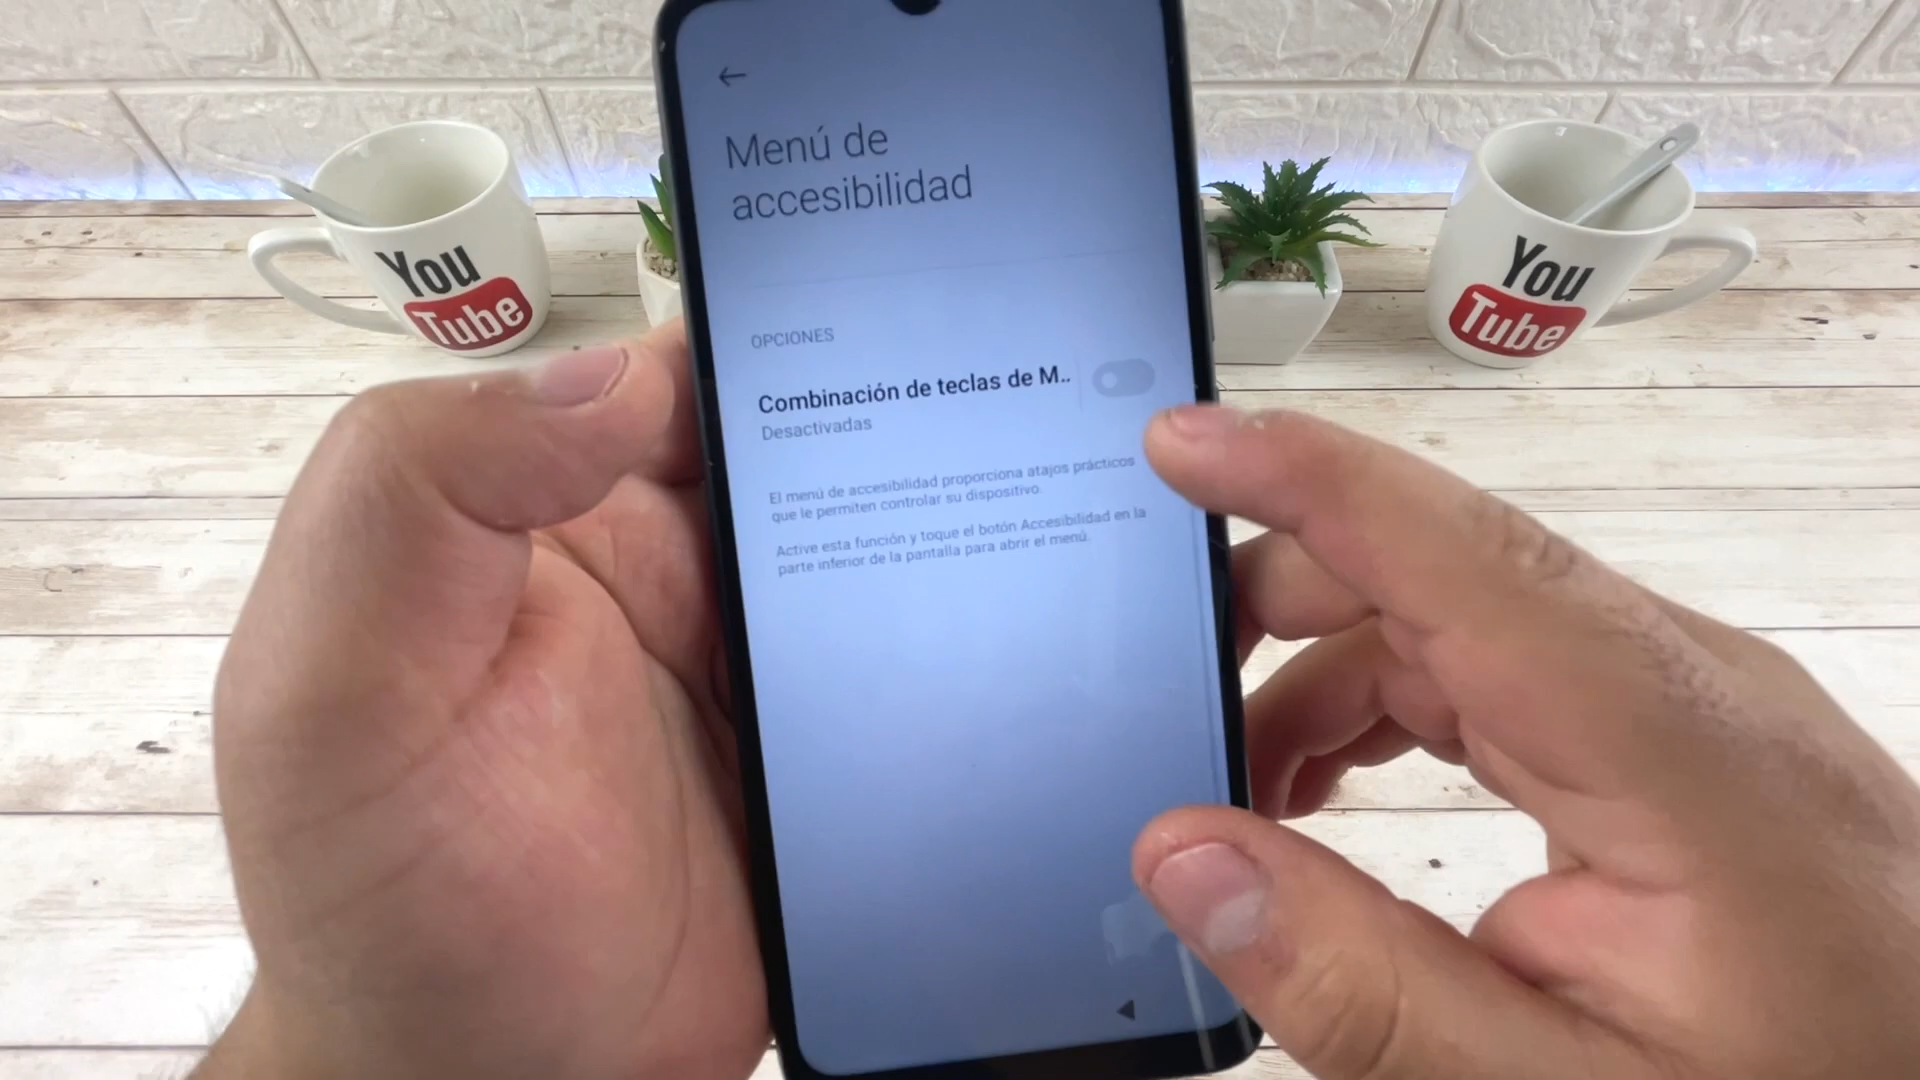 Menú de
accesibilidad
OPCIONES
Combinación de teclas de M..
Desactivadas
El menú de accesibilidad proporciona atajos prácticos
que le permiten controlar su dispositivo.
Active esta función y toque el botón Accesibilidad en la
parte inferior de la pantalla para abrir el menú.
You
Tube
You
Tube